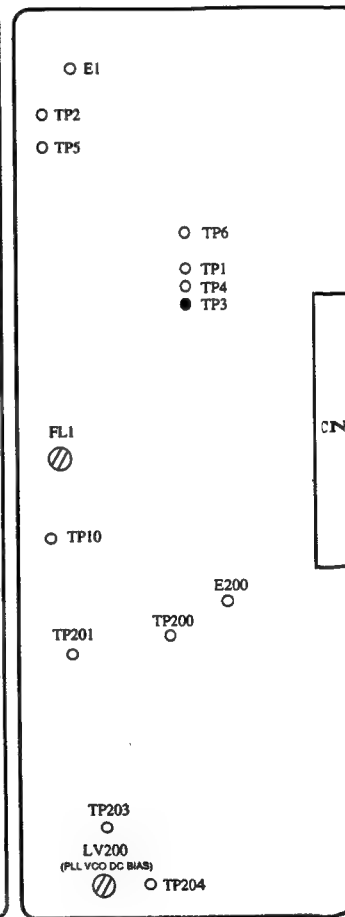 E1
TP2
TP5
TP6
TP1
TP4
TP3
CN
FL1
TP10
E200
TP200
TP201
TP203
LV200
(PLL VCO DC BIAS)
TP204